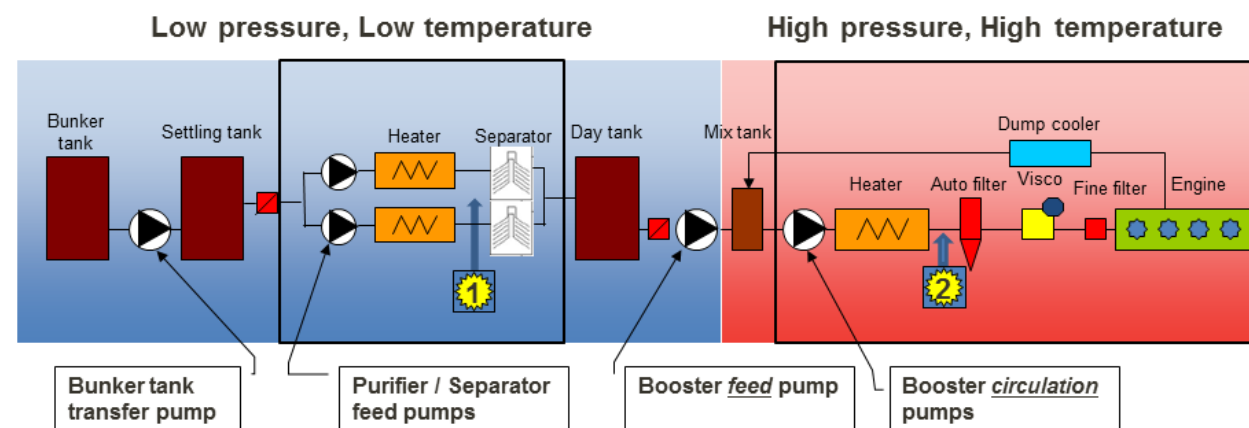 Low pressure, Low temperature
High pressure, High temperature
Bunker
tank
Settling tank
Heater
Separator
Day tank
Mix tank
Dump cooler
Heater
Auto filter
Visco
Fine filter
Engine
1
2
Bunker tank
transfer pump
Purifier / Separator
feed pumps
Booster feed pump
Booster circulation
pumps